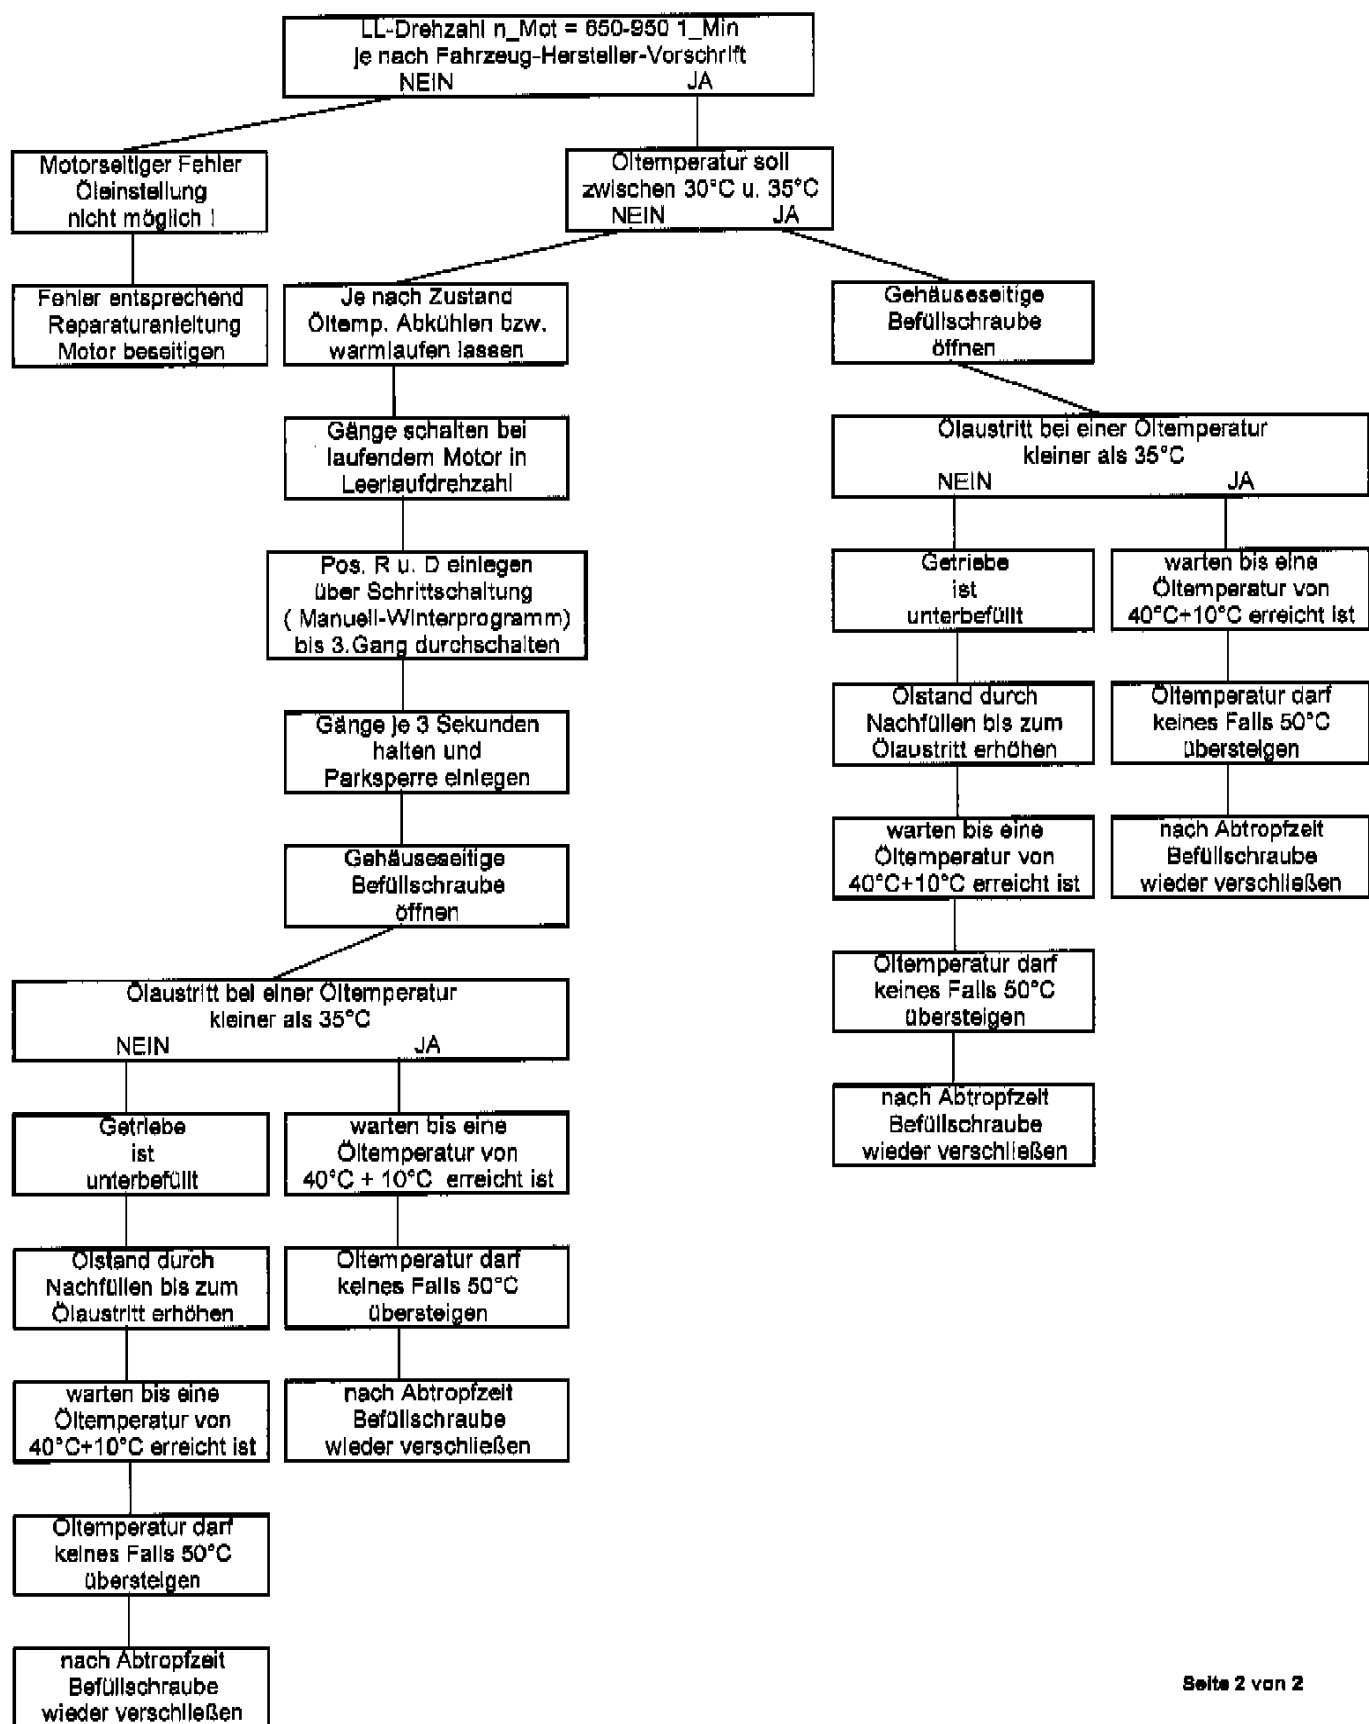 LL-Drehzahl n_Mot = 650-950 1_Min
je nach Fahrzeug-Hersteller-Vorschrift
NEIN JA
Motorseitiger Fehler
Öleinstellung
nicht möglich !
Fehler entsprechend
Reparaturanleitung
Motor beseitigen
Öltemperatur soll
zwischen 30°C u. 35°C
NEIN JA
Je nach Zustand
Öltemp. Abkühlen bzw.
warmlaufen lassen
Gänge schalten bei
laufendem Motor in
Leerlaufdrehzahl
Pos. R u. D einlegen
über Schrittschaltung
( Manuell-Winterprogramm)
bis 3.Gang durchschalten
Gänge je 3 Sekunden
halten und
Parksperre einlegen
Gehäuseseitige
Befüllschraube
öffnen
Ölaustritt bei einer Öltemperatur
kleiner als 35°C
NEIN JA
Getriebe
ist
unterbefüllt
Ölstand durch
Nachfüllen bis zum
Ölaustritt erhöhen
warten bis eine
Öltemperatur von
40°C+10°C erreicht ist
Öltemperatur darf
keines Falls 50°C
übersteigen
nach Abtropfzeit
Befüllschraube
wieder verschließen
warten bis eine
Öltemperatur von
40°C + 10°C erreicht ist
Öltemperatur darf
keines Falls 50°C
übersteigen
nach Abtropfzeit
Befüllschraube
wieder verschließen
Gehäuseseitige
Befüllschraube
öffnen
Ölaustritt bei einer Öltemperatur
kleiner als 35°C
NEIN JA
Getriebe
ist
unterbefüllt
Ölstand durch
Nachfüllen bis zum
Ölaustritt erhöhen
warten bis eine
Öltemperatur von
40°C+10°C erreicht ist
Öltemperatur darf
keines Falls 50°C
übersteigen
nach Abtropfzeit
Befüllschraube
wieder verschließen
warten bis eine
Öltemperatur von
40°C+10°C erreicht ist
Öltemperatur darf
keines Falls 50°C
übersteigen
nach Abtropfzeit
Befüllschraube
wieder verschließen
Seite 2 von 2